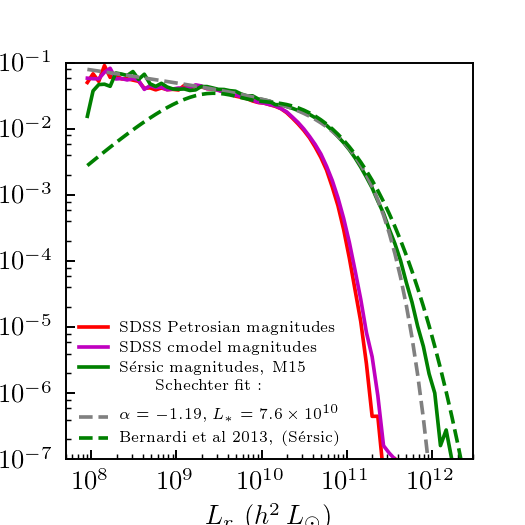 10⁻¹
10⁻²
10⁻³
10⁻⁴
10⁻⁵
10⁻⁶
10⁻⁷
SDSS Petrosian magnitudes
SDSS cmodel magnitudes
Sérsic magnitudes, M15
Schechter fit :
α = −1.19, L* = 7.6 × 10¹⁰
Bernardi et al 2013, (Sérsic)
10⁸ 10⁹ 10¹⁰ 10¹¹ 10¹²
Lᵣ (h² L⊙)